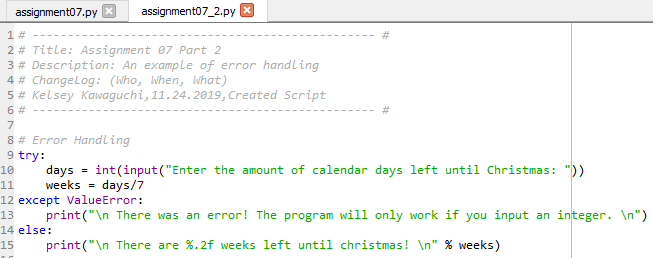 assignment07.py assignment07_2.py
1 # -------------------------------------------------- #
2 # Title: Assignment 07 Part 2
3 # Description: An example of error handling
4 # ChangeLog: (Who, When, What)
5 # Kelsey Kawaguchi,11.24.2019,Created Script
6 # -------------------------------------------------- #
7
8 # Error Handling
9 try:
10     days = int(input("Enter the amount of calendar days left until Christmas: "))
11     weeks = days/7
12 except ValueError:
13     print("\n There was an error! The program will only work if you input an integer. \n")
14 else:
15     print("\n There are %.2f weeks left until christmas! \n" % weeks)